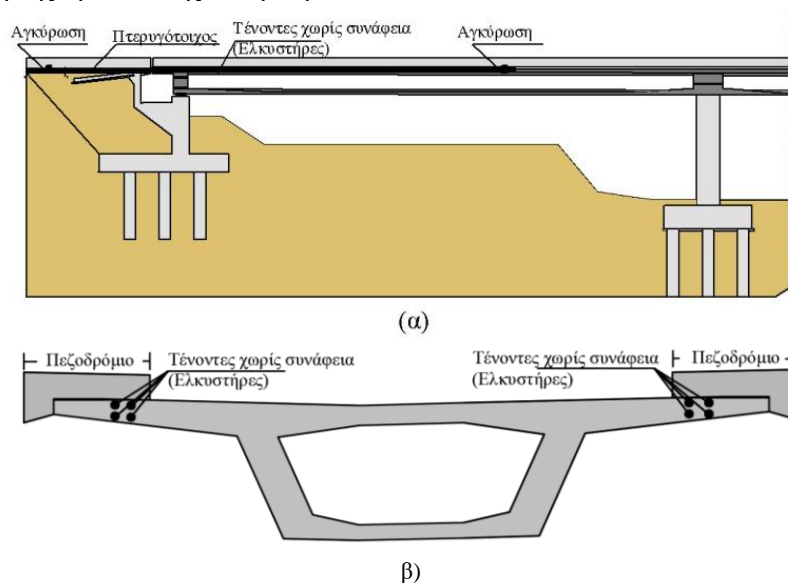 Αγκύρωση
Πτερυγότοιχος
Τένοντες χωρίς συνάφεια
(Ελκυστήρες)
Αγκύρωση
(α)
Πεζοδρόμιο
Τένοντες χωρίς συνάφεια
(Ελκυστήρες)
Τένοντες χωρίς συνάφεια
(Ελκυστήρες)
Πεζοδρόμιο
β)